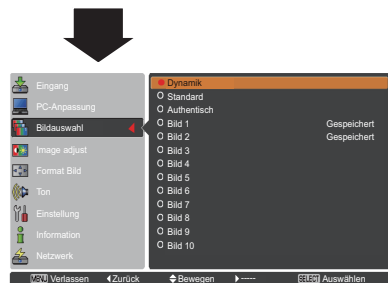 Eingang
PC-Anpassung
Bildauswahl
Image adjust
Format Bild
Ton
Einstellung
Information
Netzwerk
Dynamik
Standard
Authentisch
Bild 1 Gespeichert
Bild 2 Gespeichert
Bild 3
Bild 4
Bild 5
Bild 6
Bild 7
Bild 8
Bild 9
Bild 10
MENU Verlassen Zurück Bewegen ----- SELECT Auswählen